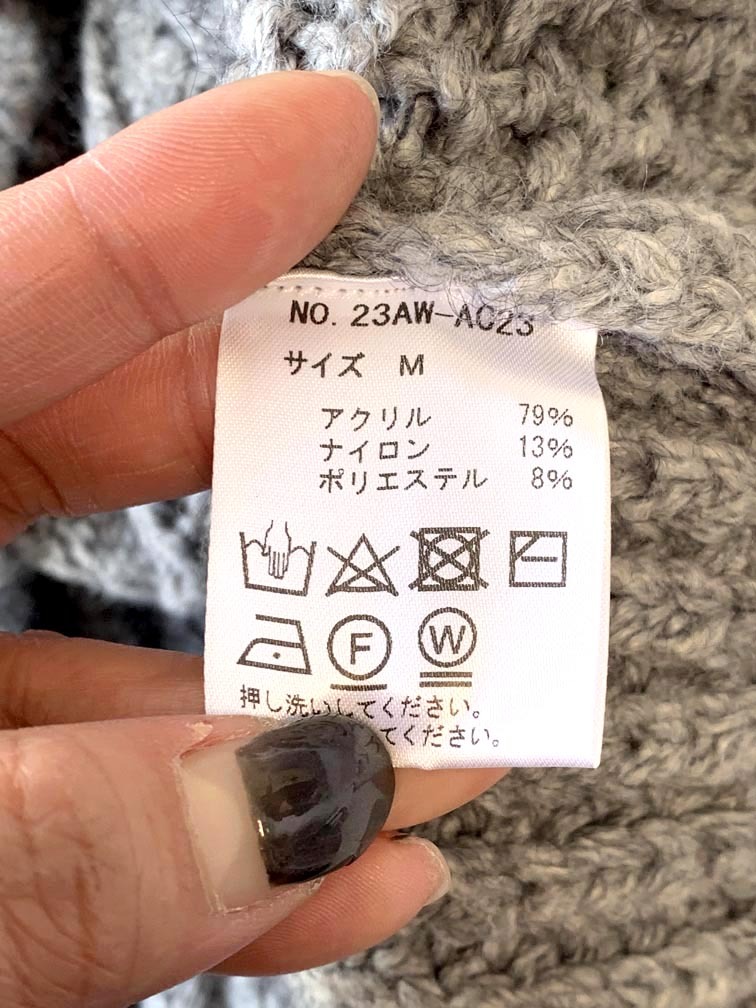 NO. 23AW-AC23
サイズ M
アクリル 79%
ナイロン 13%
ポリエステル 8%
F
W
押し洗いしてください。
てください。